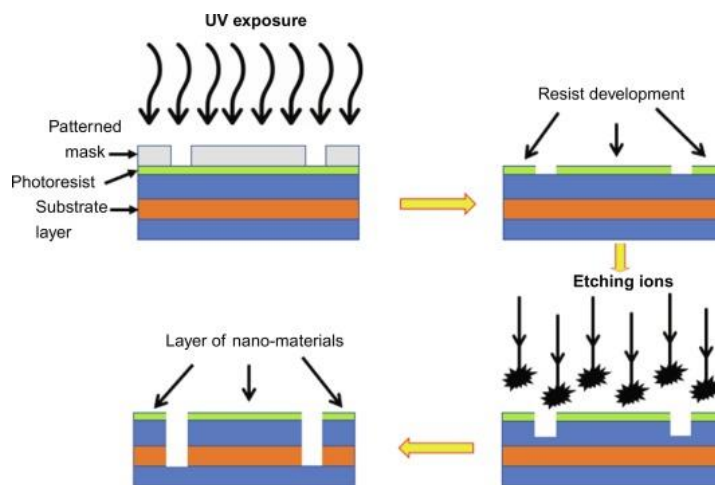 UV exposure
Patterned
mask
Photoresist
Substrate
layer
Resist development
Etching ions
Layer of nano-materials